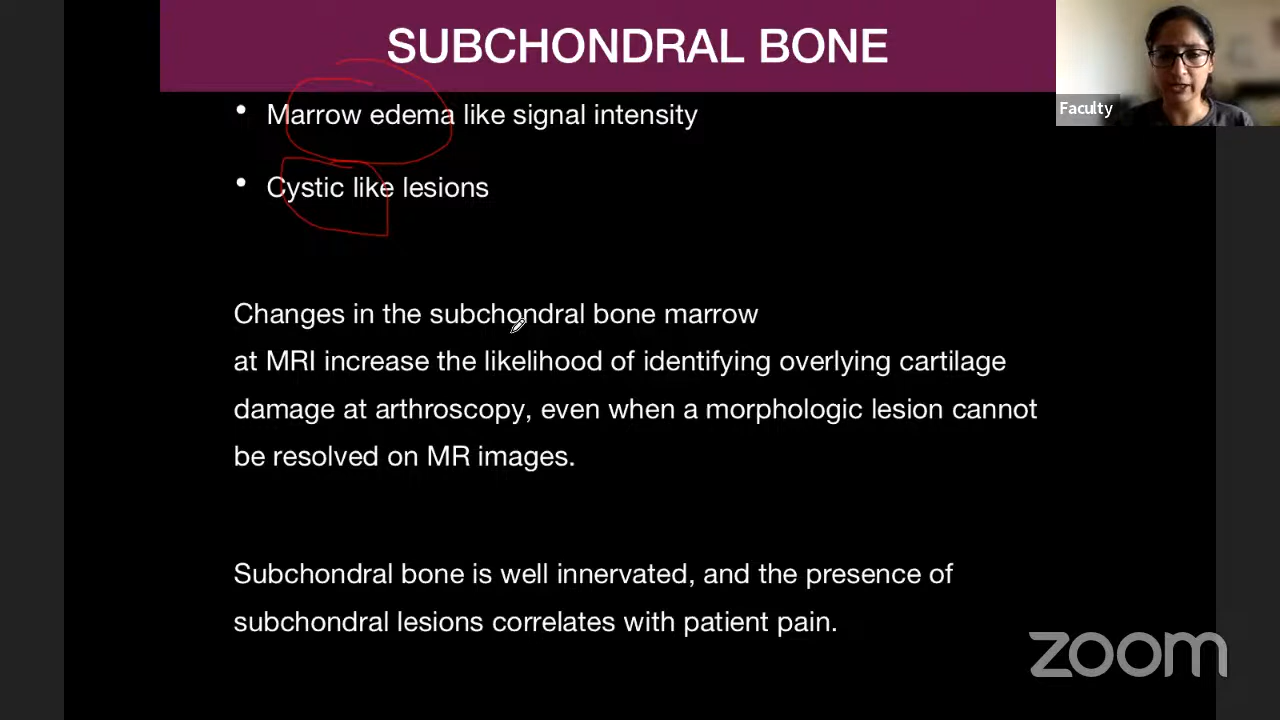 SUBCHONDRAL BONE
Faculty
• Marrow edema like signal intensity
• Cystic like lesions
Changes in the subchondral bone marrow
at MRI increase the likelihood of identifying overlying cartilage
damage at arthroscopy, even when a morphologic lesion cannot
be resolved on MR images.
Subchondral bone is well innervated, and the presence of
subchondral lesions correlates with patient pain.
zoom